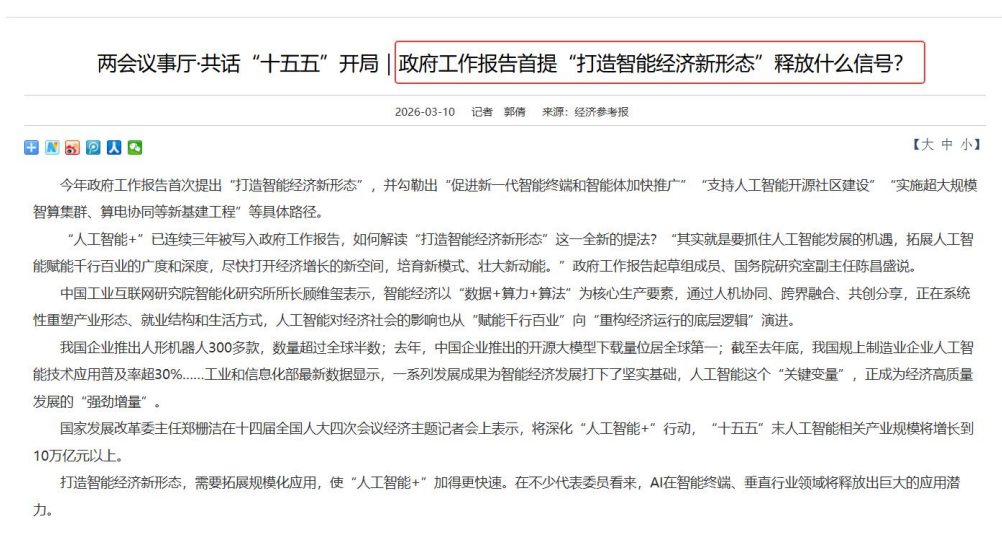 两会议事厅·共话“十五五”开局｜政府工作报告首提“打造智能经济新形态”释放什么信号？
2026-03-10 记者 郭倩 来源：经济参考报
【大 中 小】
今年政府工作报告首次提出“打造智能经济新形态”，并勾勒出“促进新一代智能终端和智能体加快推广”“支持人工智能开源社区建设”“实施超大规模
智算集群、算电协同等新基建工程”等具体路径。
“人工智能+”已连续三年被写入政府工作报告，如何解读“打造智能经济新形态”这一全新的提法？“其实就是要抓住人工智能发展的机遇，拓展人工智
能赋能千行百业的广度和深度，尽快打开经济增长的新空间，培育新模式、壮大新动能。”政府工作报告起草组成员、国务院研究室副主任陈昌盛说。
中国工业互联网研究院智能化研究所所长顾维玺表示，智能经济以“数据+算力+算法”为核心生产要素，通过人机协同、跨界融合、共创分享，正在系统
性重塑产业形态、就业结构和生活方式，人工智能对经济社会的影响也从“赋能千行百业”向“重构经济运行的底层逻辑”演进。
我国企业推出人形机器人300多款，数量超过全球半数；去年，中国企业推出的开源大模型下载量位居全球第一；截至去年底，我国规上制造业企业人工智
能技术应用普及率超30%……工业和信息化部最新数据显示，一系列发展成果为智能经济发展打下了坚实基础，人工智能这个“关键变量”，正成为经济高质量
发展的“强劲增量”。
国家发展改革委主任郑栅洁在十四届全国人大四次会议经济主题记者会上表示，将深化“人工智能+”行动，“十五五”末人工智能相关产业规模将增长到
10万亿元以上。
打造智能经济新形态，需要拓展规模化应用，使“人工智能+”加得更快速。在不少代表委员看来，AI在智能终端、垂直行业领域将释放出巨大的应用潜
力。